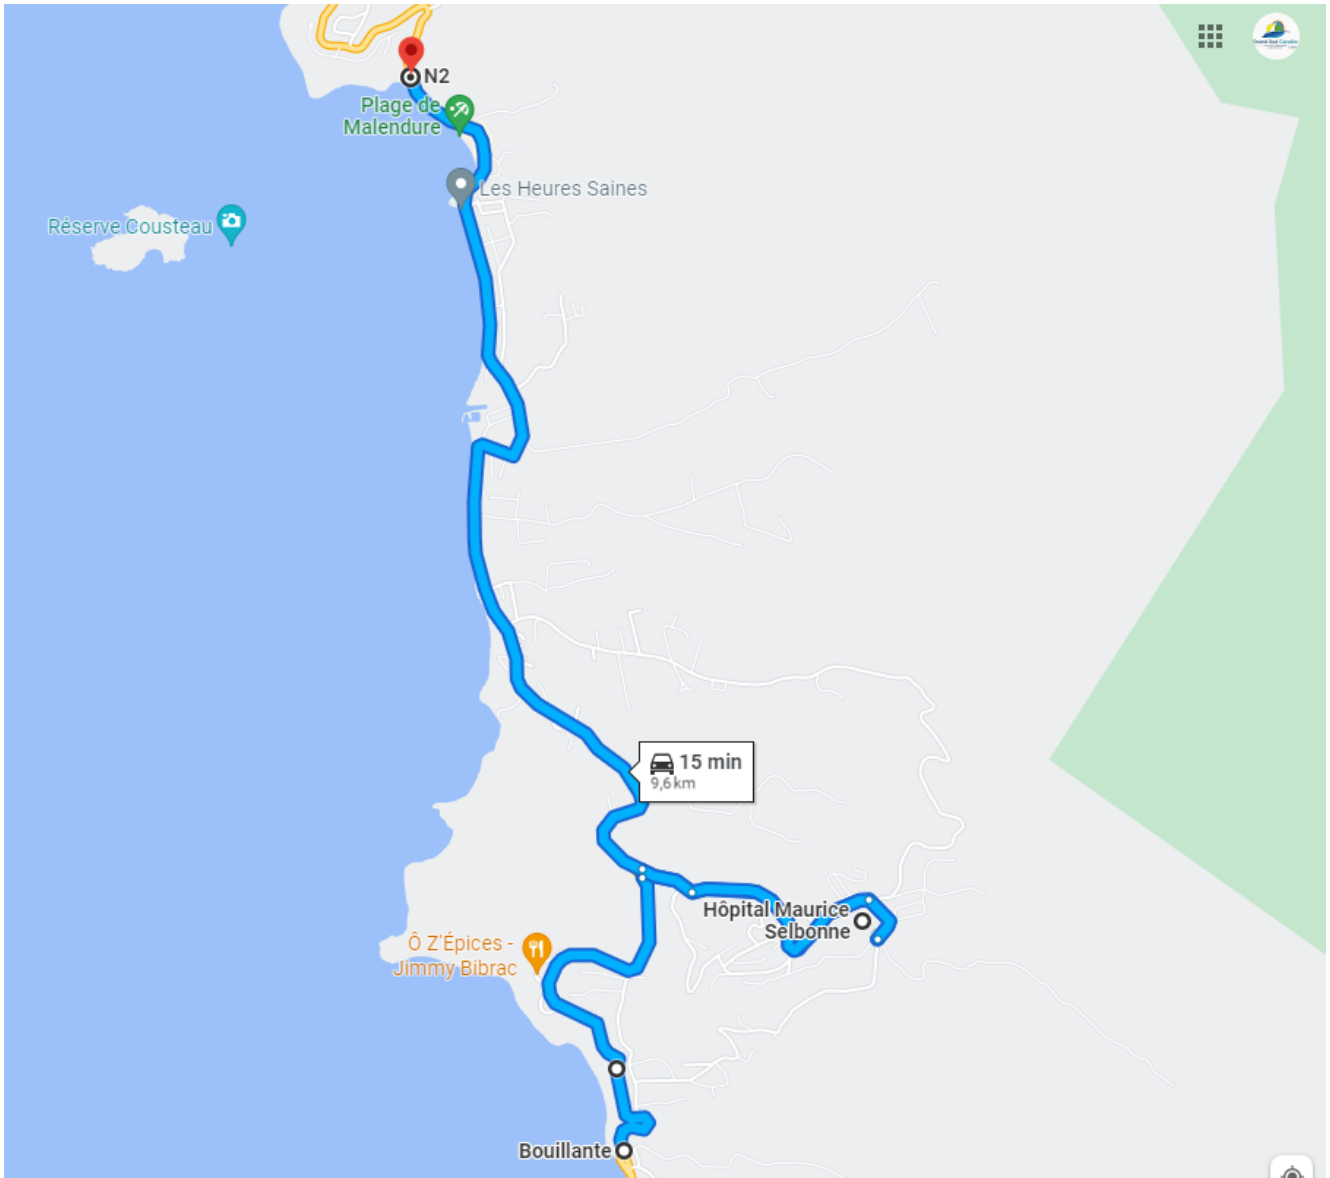 N2
Plage de
Malendure
Les Heures Saines
Réserve Cousteau
15 min
9,6 km
Hôpital Maurice
Selbonne
Ô Z'Épices -
Jimmy Bibrac
Bouillante